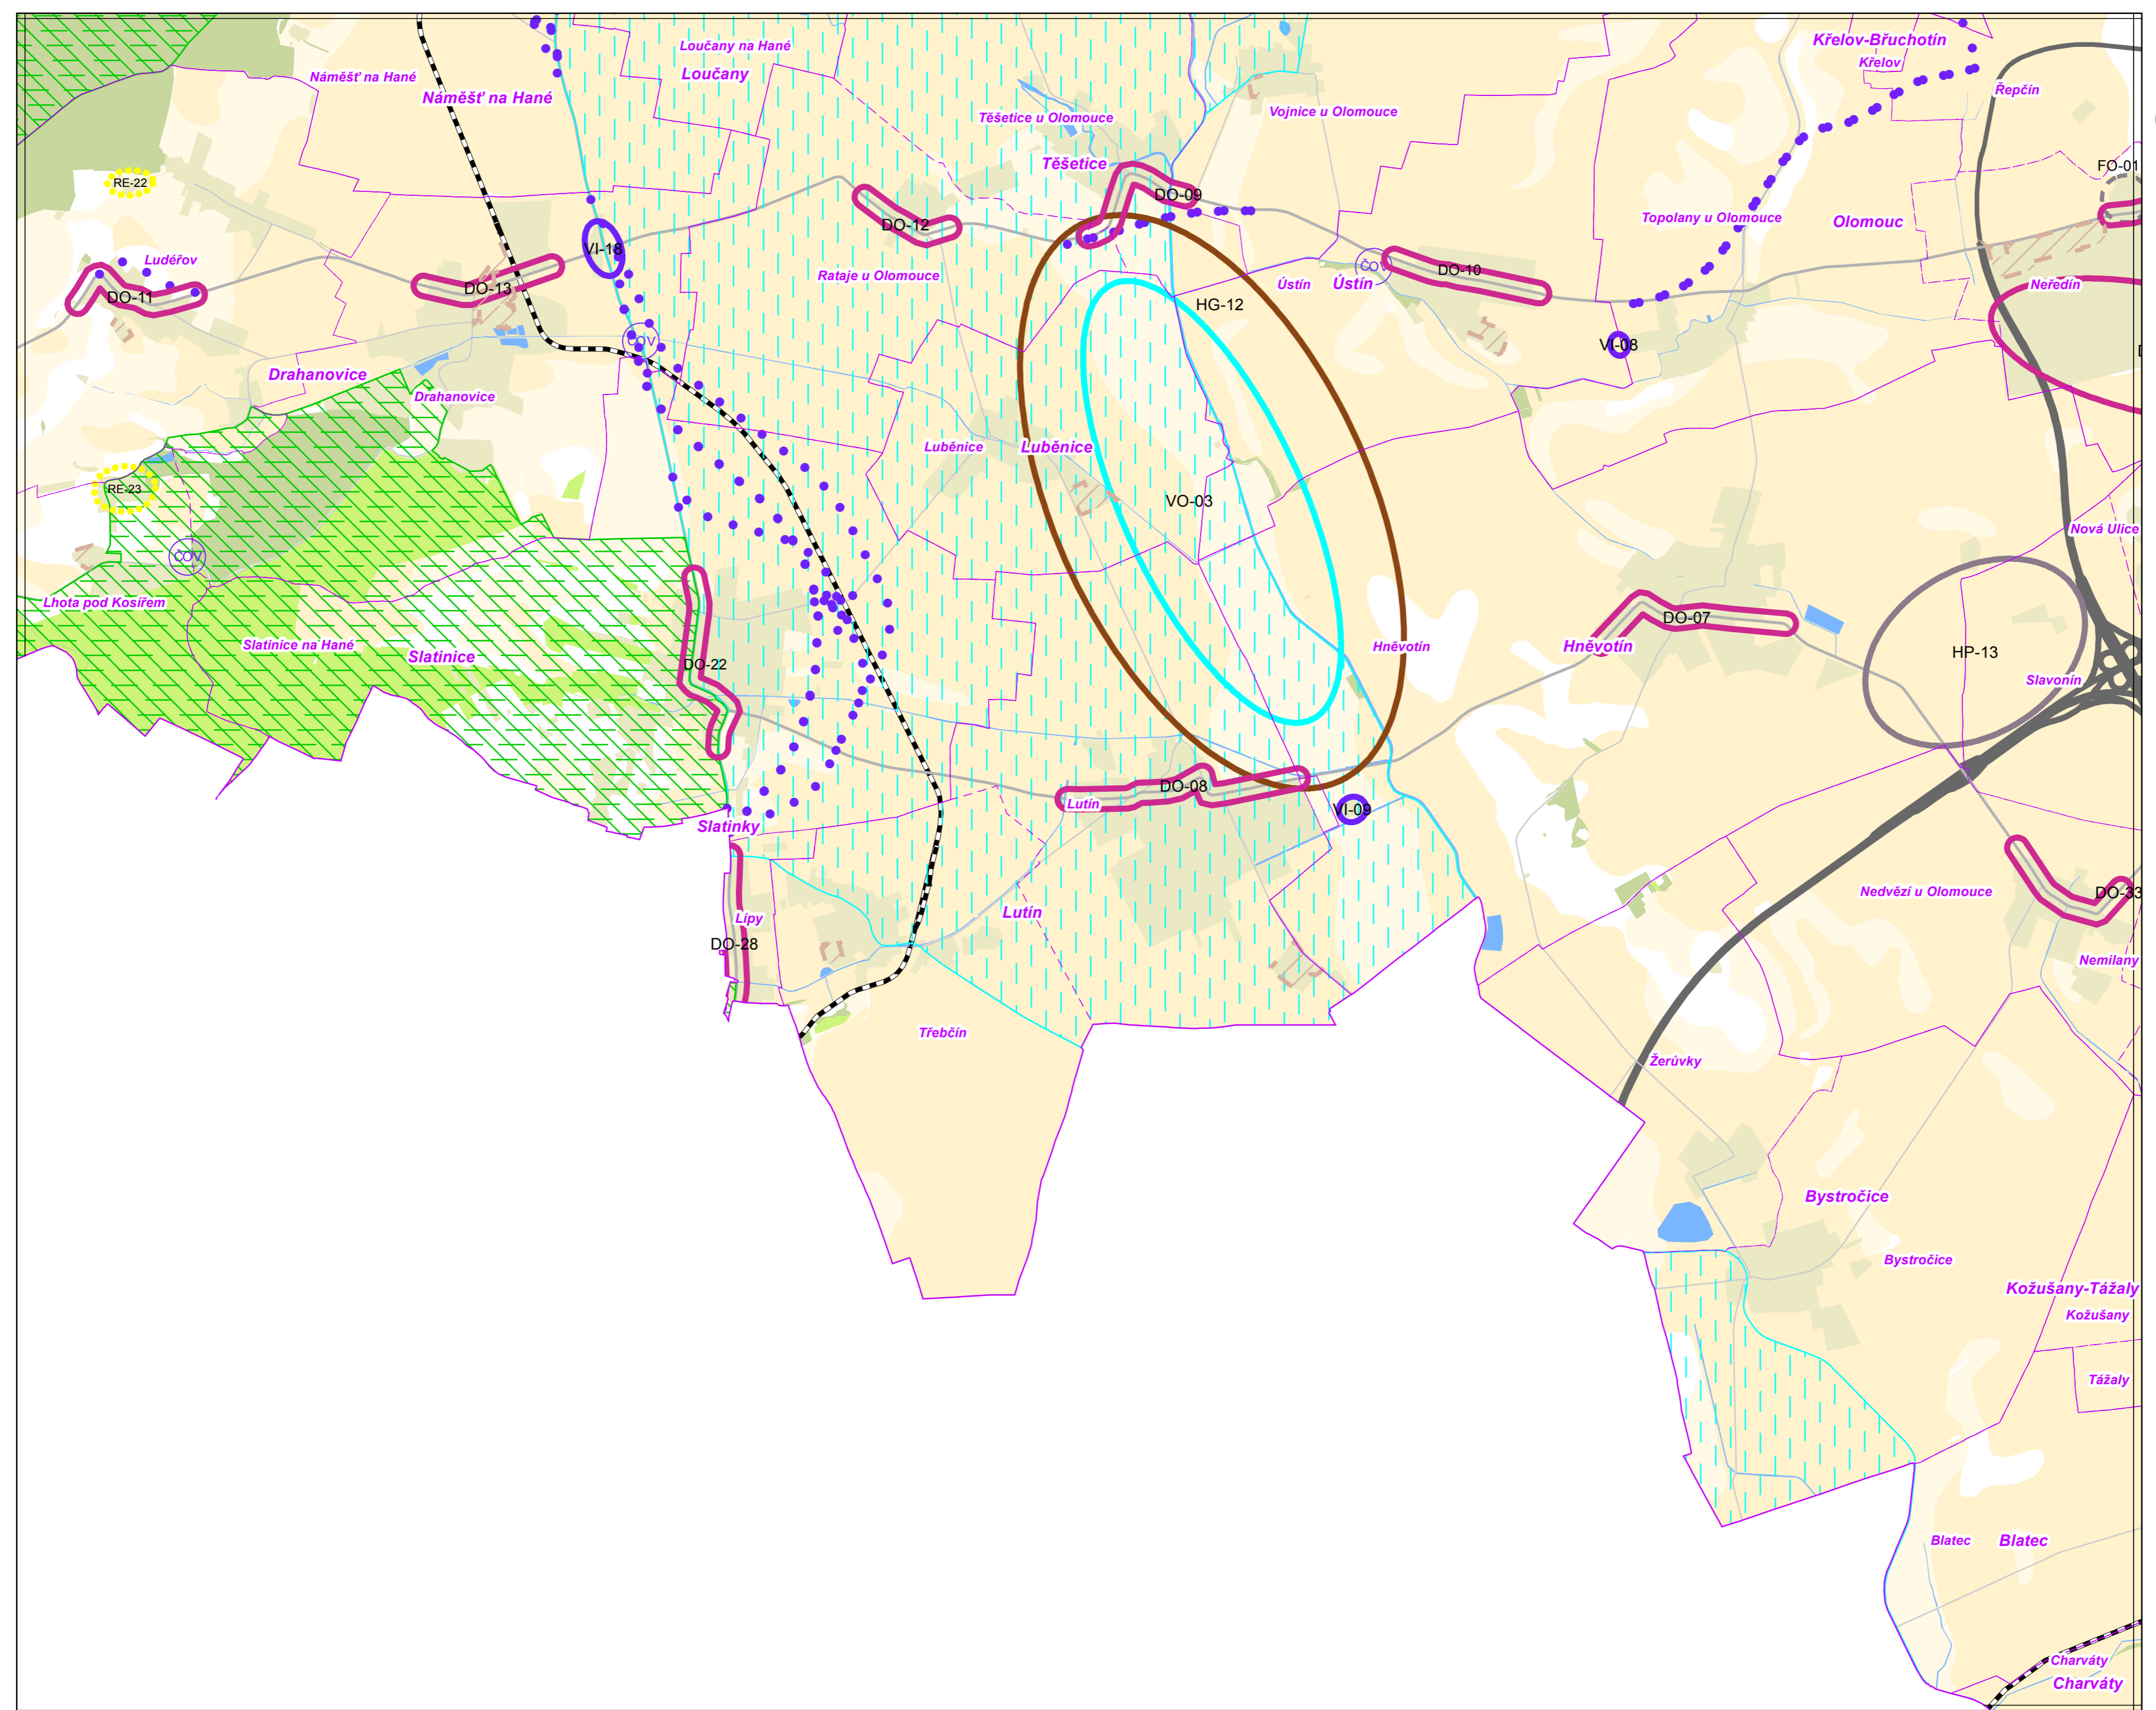 Křelov-Břuchotín
Loučany na Hané
Křelov
Loučany
Náměšť na Hané
Řepčín
Náměšť na Hané
Vojnice u Olomouce
Těšetice u Olomouce
Těšetice
FO-01
RE-22
DO-09
Topolany u Olomouce
Olomouc
DO-12
VI-18
Ludéřov
DO-10
ČOV
Rataje u Olomouce
Ústín
Ústín
Neředín
DO-13
DO-11
HG-12
ČOV
VI-08
Drahanovice
Drahanovice
Luběnice
Luběnice
RE-23
VO-03
Nová Ulice
ČOV
Lhota pod Kosířem
DO-07
Slatinice na Hané
Hněvotín
Hněvotín
HP-13
Slatinice
DO-22
Slavonín
DO-08
Lutín
VI-09
Slatinky
Nedvězí u Olomouce
DO-33
Lutín
Lípy
DO-28
Nemilany
Třebčín
Žerůvky
Bystročice
Bystročice
Kožušany-Tážaly
Kožušany
Tážaly
Blatec
Blatec
Charváty
Charváty